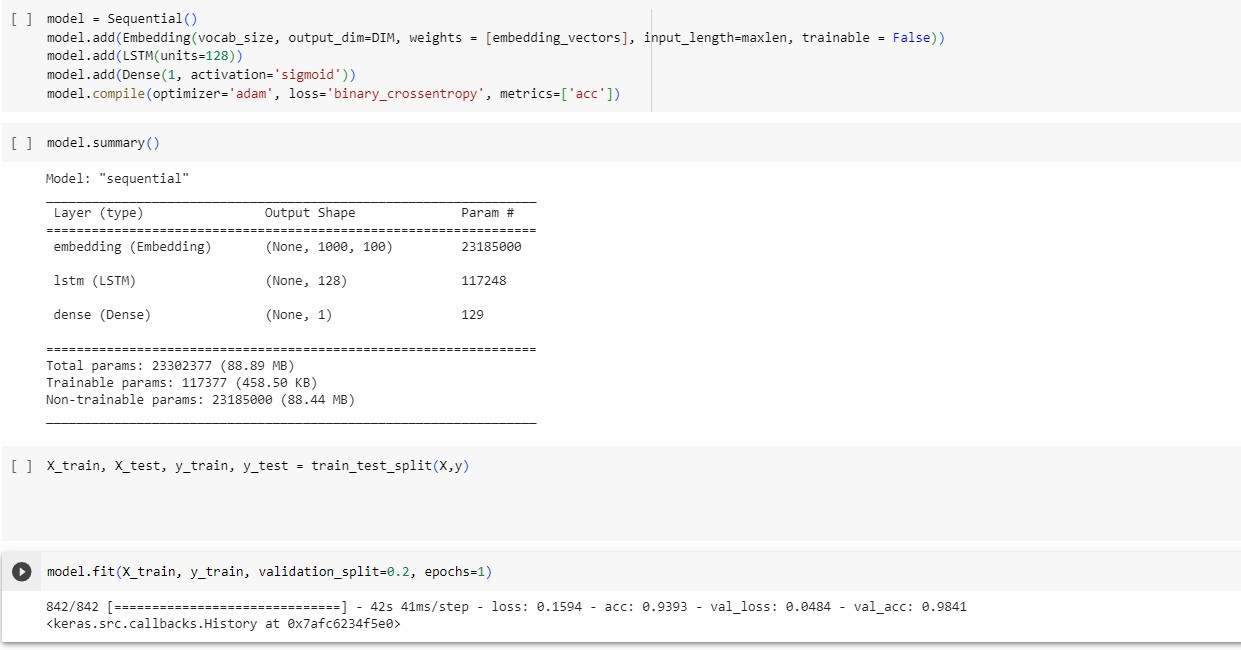 [ ] model = Sequential()
model.add(Embedding(vocab_size, output_dim=DIM, weights = [embedding_vectors], input_length=maxlen, trainable = False))
model.add(LSTM(units=128))
model.add(Dense(1, activation='sigmoid'))
model.compile(optimizer='adam', loss='binary_crossentropy', metrics=['acc'])
[ ] model.summary()
Model: "sequential"
_________________________________________________________________
Layer (type) Output Shape Param #
=================================================================
embedding (Embedding) (None, 1000, 100) 23185000
lstm (LSTM) (None, 128) 117248
dense (Dense) (None, 1) 129
=================================================================
Total params: 23302377 (88.89 MB)
Trainable params: 117377 (458.50 KB)
Non-trainable params: 23185000 (88.44 MB)
_________________________________________________________________
[ ] X_train, X_test, y_train, y_test = train_test_split(X,y)
model.fit(X_train, y_train, validation_split=0.2, epochs=1)
842/842 [==============================] - 42s 41ms/step - loss: 0.1594 - acc: 0.9393 - val_loss: 0.0484 - val_acc: 0.9841
<keras.src.callbacks.History at 0x7afc6234f5e0>